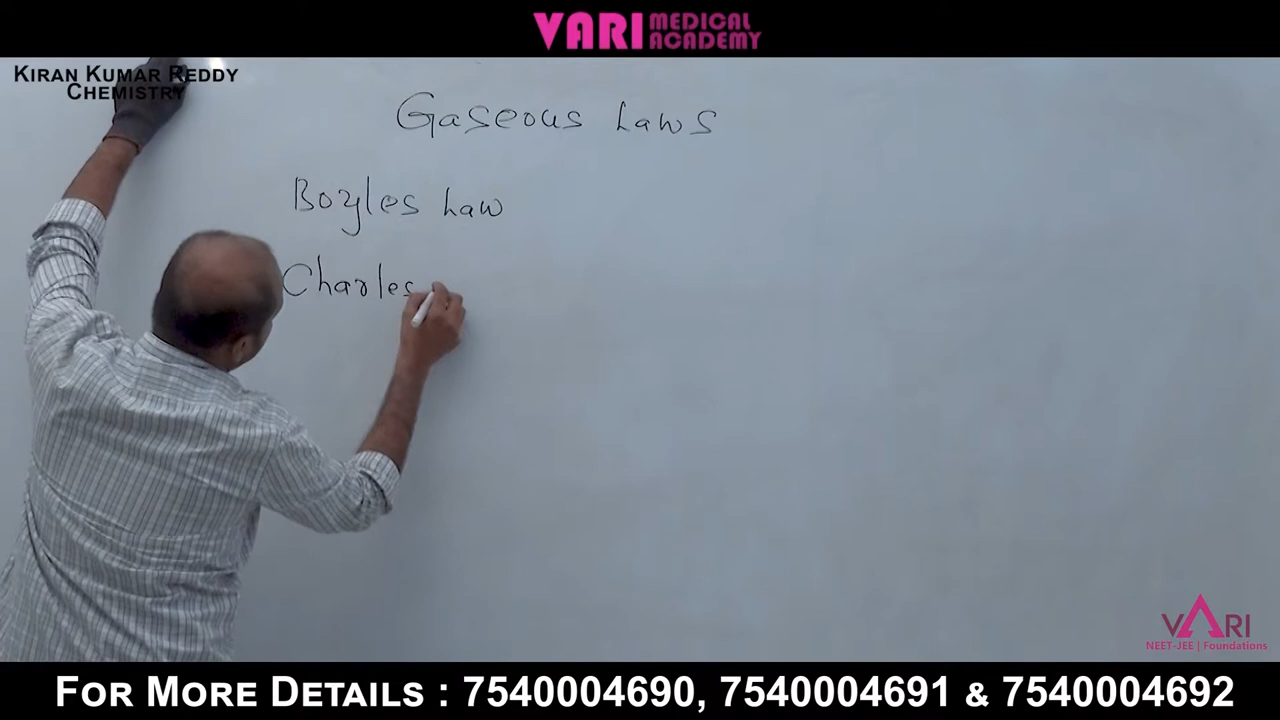 VARI MEDICAL ACADEMY
KIRAN KUMAR REDDY
CHEMISTRY
Gaseous Laws
Boyles Law
Charles
VARI
NEET-JEE | Foundations
FOR MORE DETAILS : 7540004690, 7540004691 & 7540004692